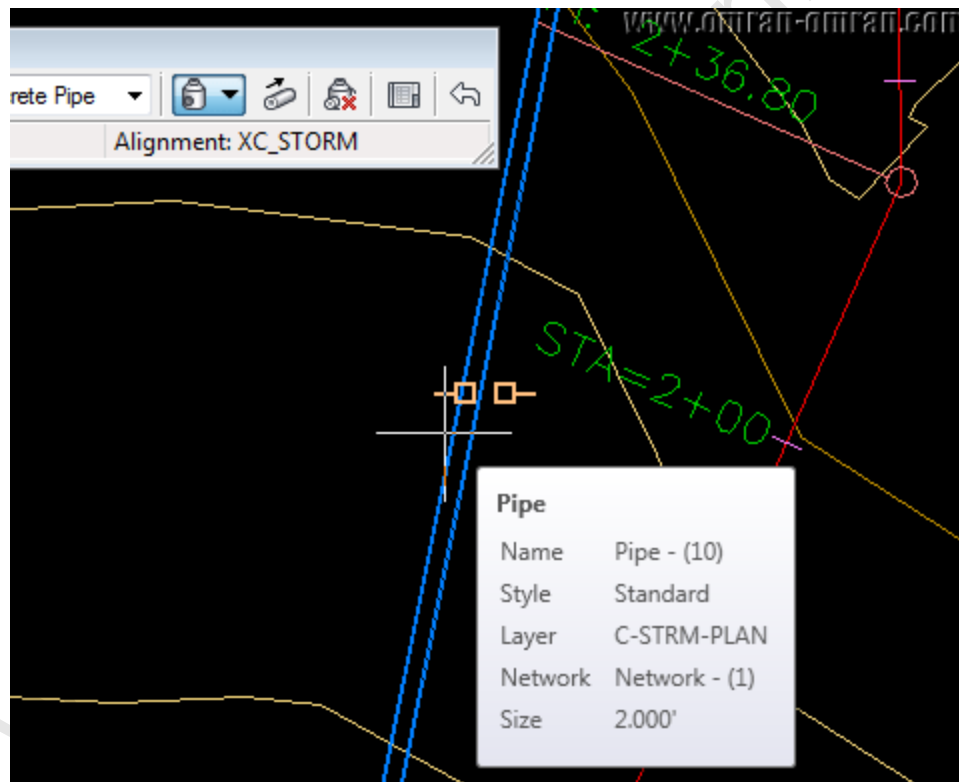 www.omran-omran.com
2+36.80
rete Pipe
Alignment: XC_STORM
STA=2+00
Pipe
Name Pipe - (10)
Style Standard
Layer C-STRM-PLAN
Network Network - (1)
Size 2.000'